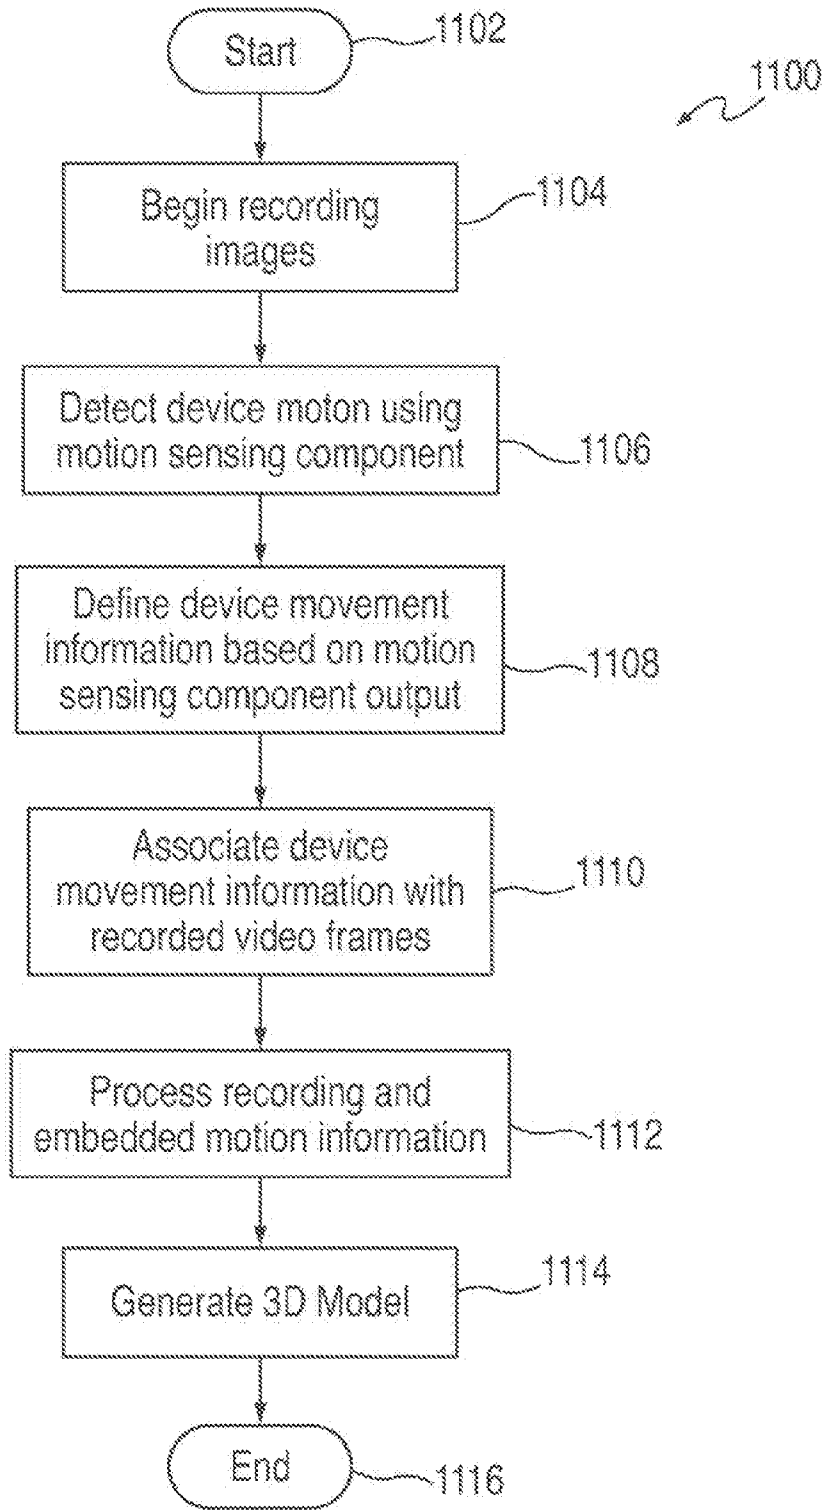 Start
1102
1100
Begin recording
images
1104
Detect device moton using
motion sensing component
1106
Define device movement
information based on motion
sensing component output
1108
Associate device
movement information with
recorded video frames
1110
Process recording and
embedded motion information
1112
Generate 3D Model
1114
End
1116